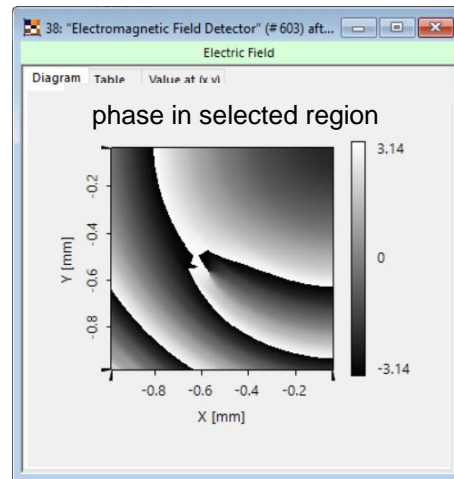 38: "Electromagnetic Field Detector" (# 603) aft...
Electric Field
Diagram Table Value at (x,y)
phase in selected region
3.14
0
-3.14
Y [mm]
-0.2
-0.4
-0.6
-0.8
-0.8 -0.6 -0.4 -0.2
X [mm]